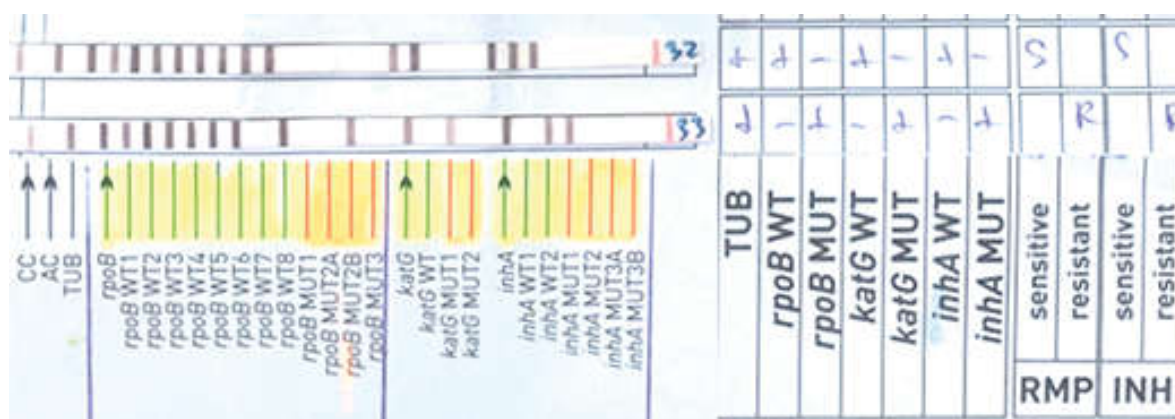 32
+ + - + - + - S S
33
+ - + - + - + R
CC
AC
TUB
rpoB
rpoB WT1
rpoB WT2
rpoB WT3
rpoB WT4
rpoB WT5
rpoB WT6
rpoB WT7
rpoB WT8
rpoB MUT1
rpoB MUT2A
rpoB MUT2B
rpoB MUT3
katG
katG WT
katG MUT1
katG MUT2
inhA
inhA WT1
inhA WT2
inhA MUT1
inhA MUT2
inhA MUT3A
inhA MUT3B
TUB
rpoB WT
rpoB MUT
katG WT
katG MUT
inhA WT
inhA MUT
sensitive
resistant
sensitive
resistant
RMP
INH